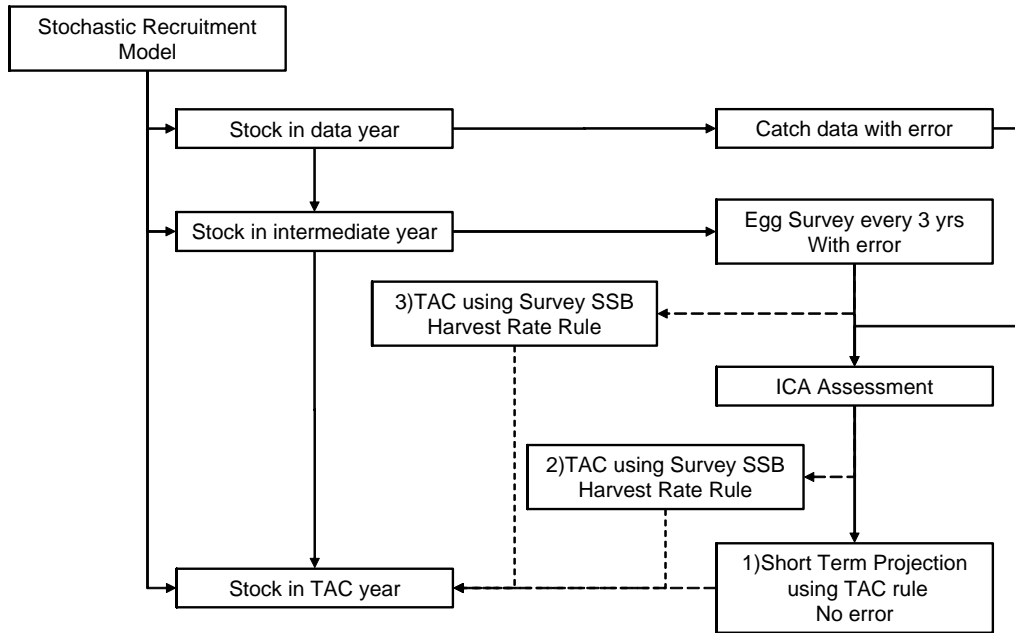 Stochastic Recruitment
Model
Stock in data year
Catch data with error
Stock in intermediate year
Egg Survey every 3 yrs
With error
3)TAC using Survey SSB
Harvest Rate Rule
ICA Assessment
2)TAC using Survey SSB
Harvest Rate Rule
1)Short Term Projection
using TAC rule
No error
Stock in TAC year